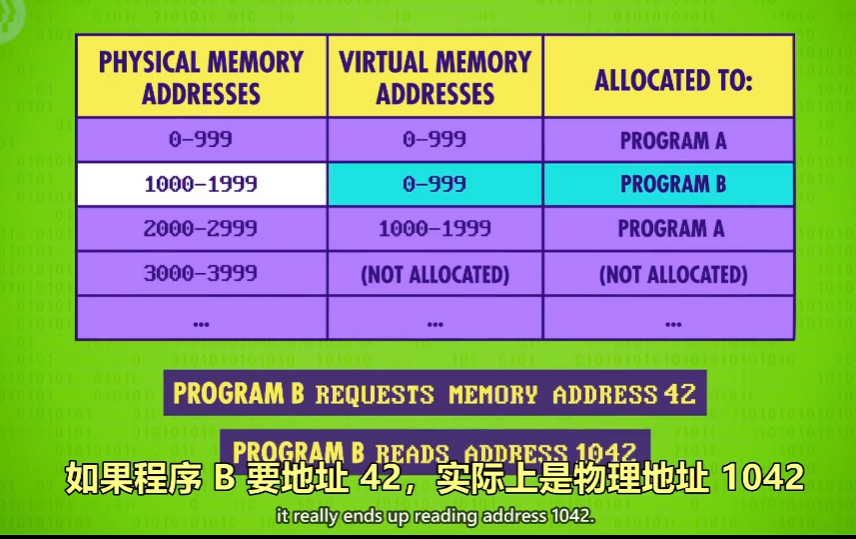 PHYSICAL MEMORY ADDRESSES VIRTUAL MEMORY ADDRESSES ALLOCATED TO:
0-999 0-999 PROGRAM A
1000-1999 0-999 PROGRAM B
2000-2999 1000-1999 PROGRAM A
3000-3999 (NOT ALLOCATED) (NOT ALLOCATED)
... ... ...
PROGRAM B REQUESTS MEMORY ADDRESS 42
PROGRAM B READS ADDRESS 1042
如果程序 B 要地址 42，实际上是物理地址 1042
it really ends up reading address 1042.